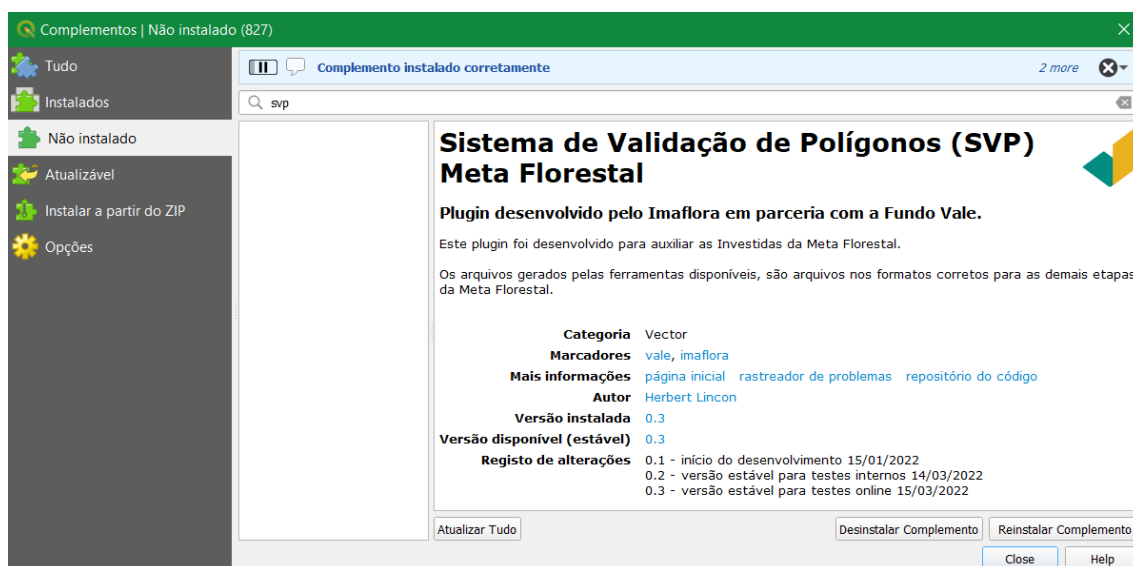 Complementos | Não instalado (827)
Tudo
Instalados
Não instalado
Atualizável
Instalar a partir do ZIP
Opções
Complemento instalado corretamente
2 more
svp
Sistema de Validação de Polígonos (SVP)
Meta Florestal
Plugin desenvolvido pelo Imaflora em parceria com a Fundo Vale.
Este plugin foi desenvolvido para auxiliar as Investidas da Meta Florestal.
Os arquivos gerados pelas ferramentas disponíveis, são arquivos nos formatos corretos para as demais etapas
da Meta Florestal.
Categoria Vector
Marcadores vale, imaflora
Mais informações página inicial rastreador de problemas repositório do código
Autor Herbert Lincon
Versão instalada 0.3
Versão disponível (estável) 0.3
Registo de alterações 0.1 - início do desenvolvimento 15/01/2022
0.2 - versão estável para testes internos 14/03/2022
0.3 - versão estável para testes online 15/03/2022
Atualizar Tudo Desinstalar Complemento Reinstalar Complemento
Close Help